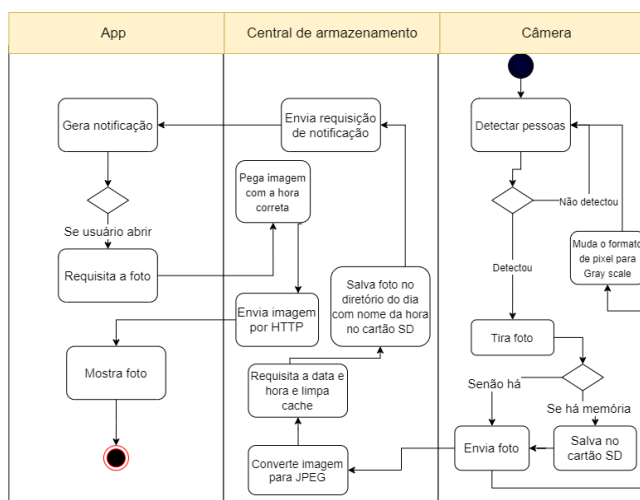 App
Central de armazenamento
Câmera
Gera notificação
Envia requisição
de notificação
Detectar pessoas
Pega imagem
com a hora
correta
Não detectou
Se usuário abrir
Muda o formato
de pixel para
Gray scale
Requisita a foto
Detectou
Salva foto no
diretório do dia
com nome da hora
no cartão SD
Envia imagem
por HTTP
Tira foto
Mostra foto
Requisita a data e
hora e limpa
cache
Senão há
Se há memória
Envia foto
Salva no
cartão SD
Converte imagem
para JPEG